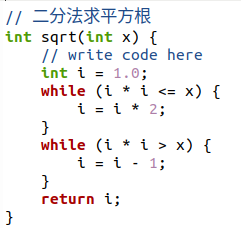 // 二分法求平方根
int sqrt(int x) {
    // write code here
    int i = 1.0;
    while (i * i <= x) {
        i = i * 2;
    }
    while (i * i > x) {
        i = i - 1;
    }
    return i;
}